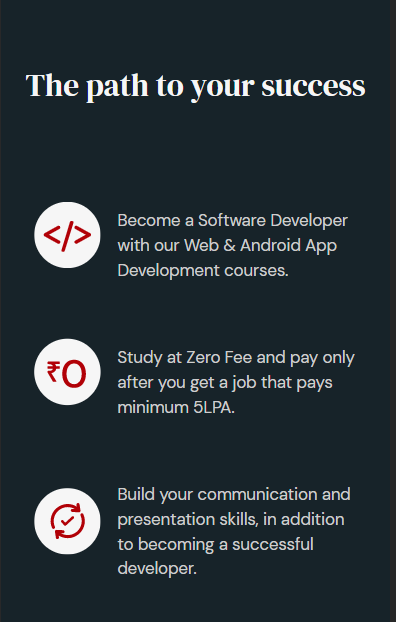 The path to your success
</>
Become a Software Developer
with our Web & Android App
Development courses.
₹0
Study at Zero Fee and pay only
after you get a job that pays
minimum 5LPA.
Build your communication and
presentation skills, in addition
to becoming a successful
developer.